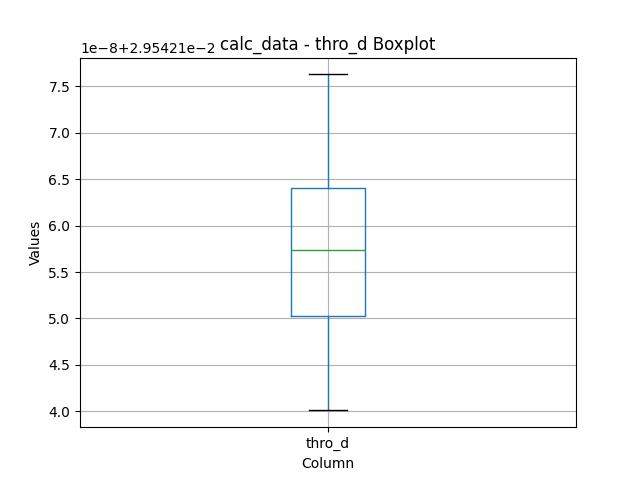 1e−8+2.95421e−2
calc_data - thro_d Boxplot
7.5
7.0
6.5
6.0
5.5
5.0
4.5
4.0
Values
thro_d
Column